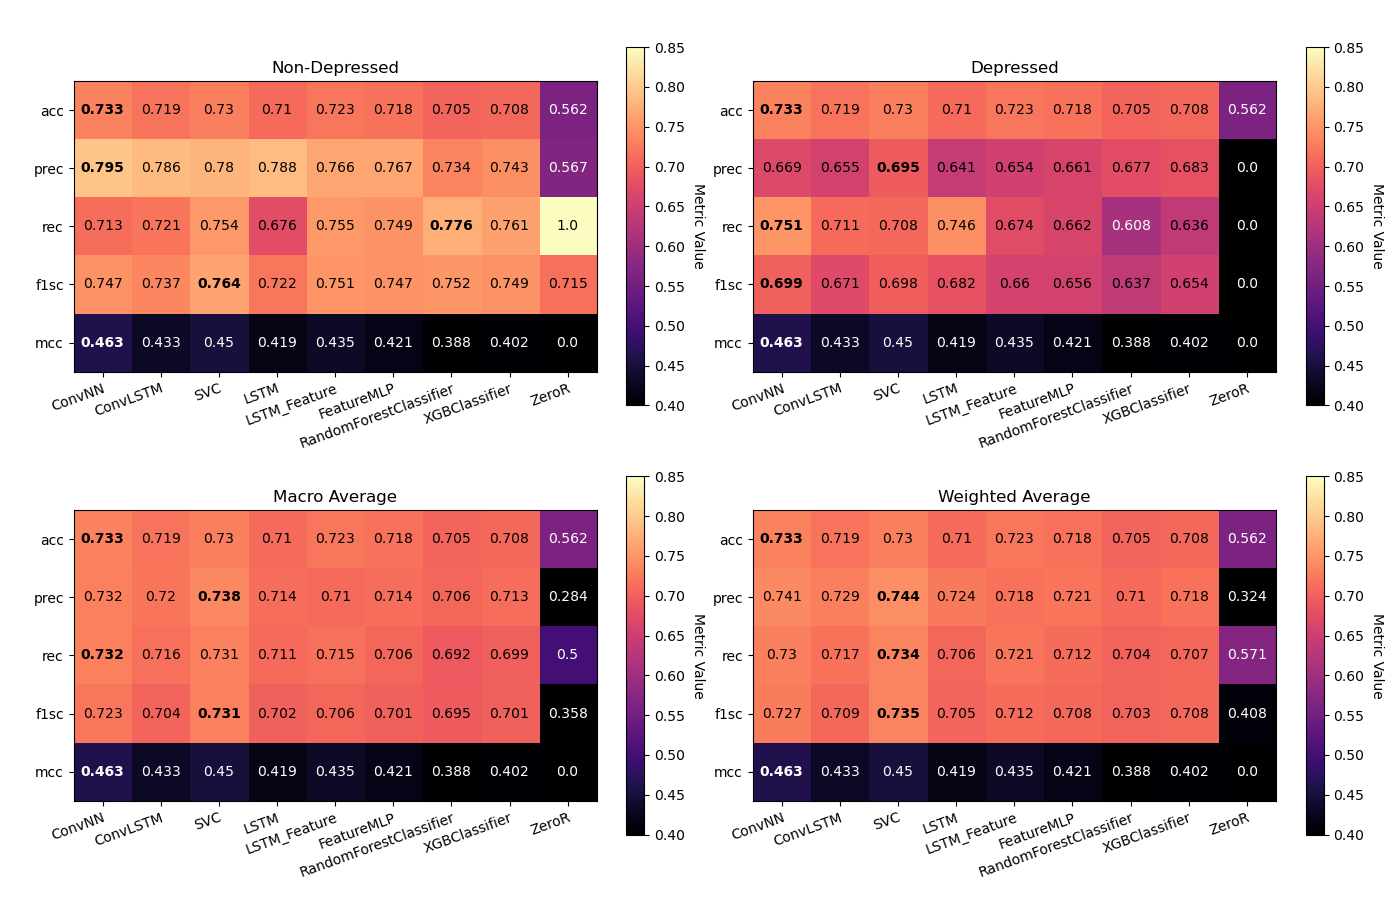 Non-Depressed
acc 0.733 0.719 0.73 0.71 0.723 0.718 0.705 0.708 0.562
prec 0.795 0.786 0.78 0.788 0.766 0.767 0.734 0.743 0.567
rec 0.713 0.721 0.754 0.676 0.755 0.749 0.776 0.761 1.0
f1sc 0.747 0.737 0.764 0.722 0.751 0.747 0.752 0.749 0.715
mcc 0.463 0.433 0.45 0.419 0.435 0.421 0.388 0.402 0.0
ConvNN ConvLSTM SVC LSTM LSTM_Feature FeatureMLP RandomForestClassifier XGBClassifier ZeroR
0.85
0.80
0.75
0.70
0.65
0.60
0.55
0.50
0.45
0.40
Metric Value
Depressed
acc 0.733 0.719 0.73 0.71 0.723 0.718 0.705 0.708 0.562
prec 0.669 0.655 0.695 0.641 0.654 0.661 0.677 0.683 0.0
rec 0.751 0.711 0.708 0.746 0.674 0.662 0.608 0.636 0.0
f1sc 0.699 0.671 0.698 0.682 0.66 0.656 0.637 0.654 0.0
mcc 0.463 0.433 0.45 0.419 0.435 0.421 0.388 0.402 0.0
ConvNN ConvLSTM SVC LSTM LSTM_Feature FeatureMLP RandomForestClassifier XGBClassifier ZeroR
0.85
0.80
0.75
0.70
0.65
0.60
0.55
0.50
0.45
0.40
Metric Value
Macro Average
acc 0.733 0.719 0.73 0.71 0.723 0.718 0.705 0.708 0.562
prec 0.732 0.72 0.738 0.714 0.71 0.714 0.706 0.713 0.284
rec 0.732 0.716 0.731 0.711 0.715 0.706 0.692 0.699 0.5
f1sc 0.723 0.704 0.731 0.702 0.706 0.701 0.695 0.701 0.358
mcc 0.463 0.433 0.45 0.419 0.435 0.421 0.388 0.402 0.0
ConvNN ConvLSTM SVC LSTM LSTM_Feature FeatureMLP RandomForestClassifier XGBClassifier ZeroR
0.85
0.80
0.75
0.70
0.65
0.60
0.55
0.50
0.45
0.40
Metric Value
Weighted Average
acc 0.733 0.719 0.73 0.71 0.723 0.718 0.705 0.708 0.562
prec 0.741 0.729 0.744 0.724 0.718 0.721 0.71 0.718 0.324
rec 0.73 0.717 0.734 0.706 0.721 0.712 0.704 0.707 0.571
f1sc 0.727 0.709 0.735 0.705 0.712 0.708 0.703 0.708 0.408
mcc 0.463 0.433 0.45 0.419 0.435 0.421 0.388 0.402 0.0
ConvNN ConvLSTM SVC LSTM LSTM_Feature FeatureMLP RandomForestClassifier XGBClassifier ZeroR
0.85
0.80
0.75
0.70
0.65
0.60
0.55
0.50
0.45
0.40
Metric Value